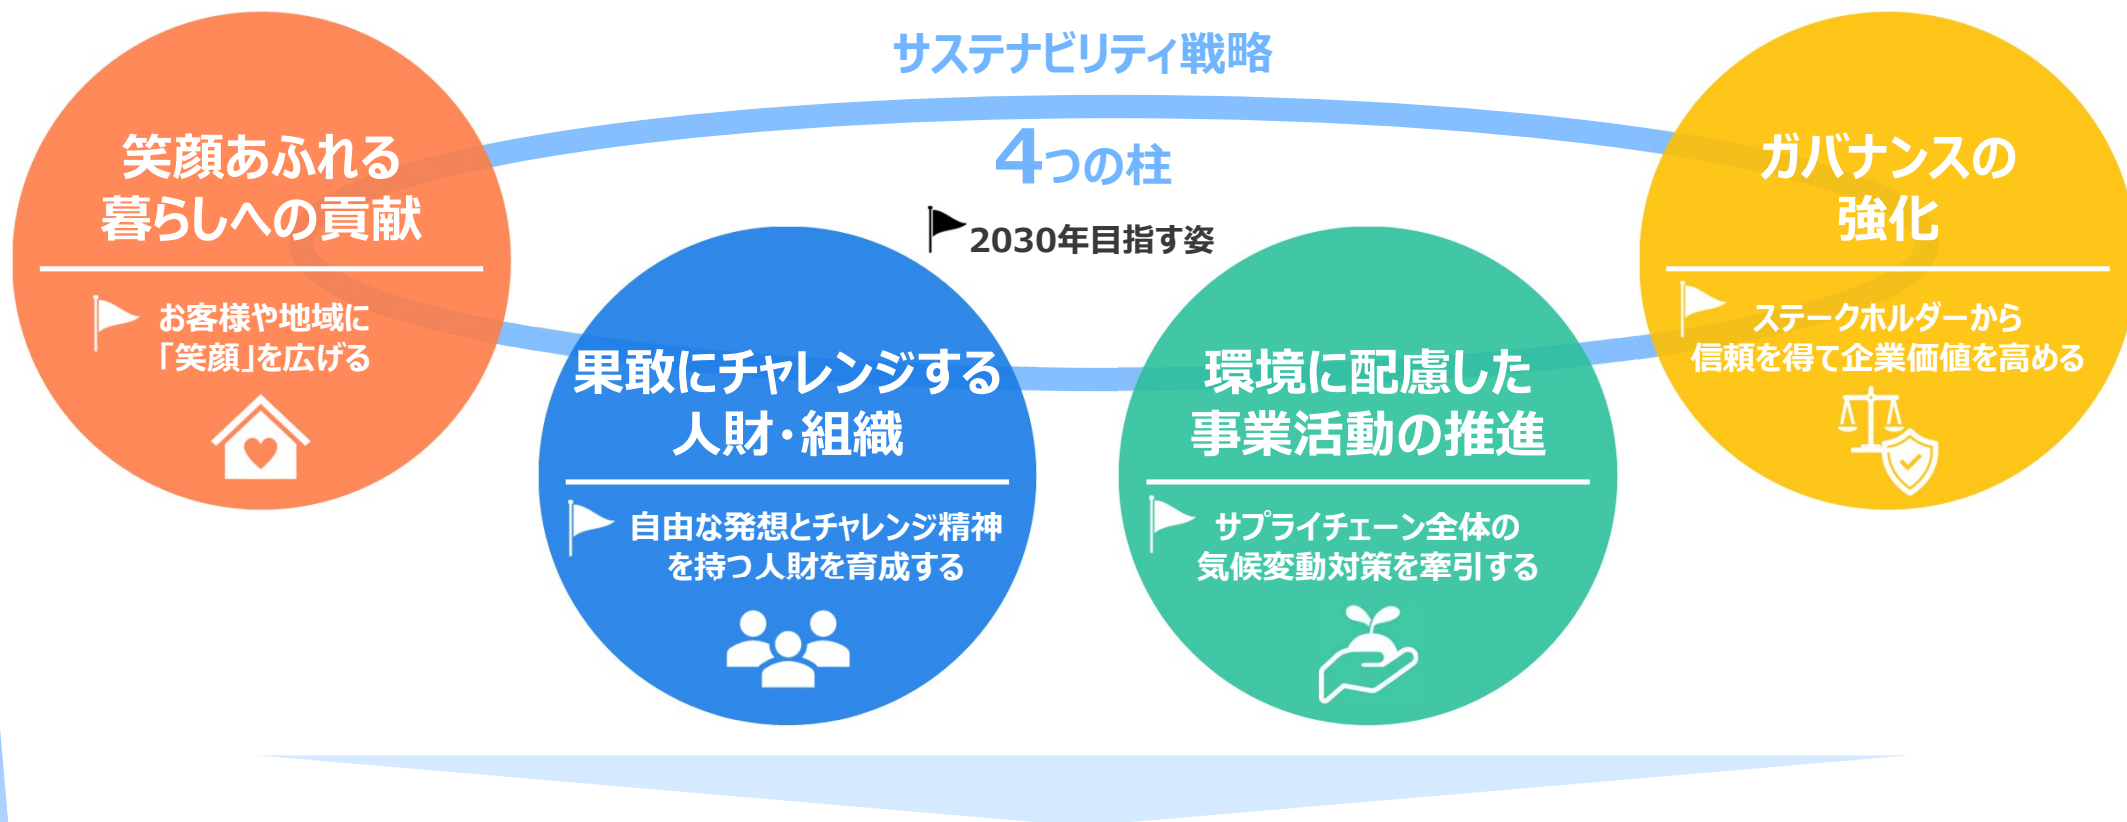 サステナビリティ戦略
4つの柱
2030年目指す姿
笑顔あふれる
暮らしへの貢献
お客様や地域に
「笑顔」を広げる
果敢にチャレンジする
人財・組織
自由な発想とチャレンジ精神
を持つ人財を育成する
環境に配慮した
事業活動の推進
サプライチェーン全体の
気候変動対策を牽引する
ガバナンスの
強化
ステークホルダーから
信頼を得て企業価値を高める